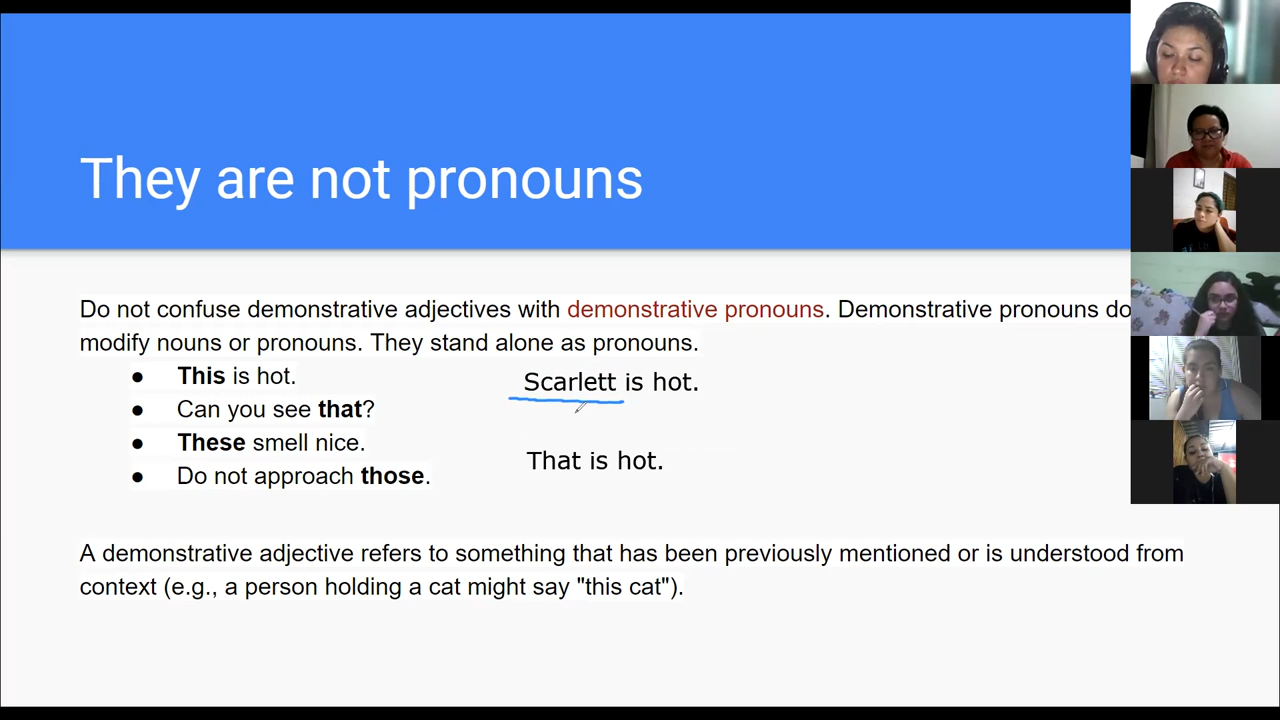 They are not pronouns
Do not confuse demonstrative adjectives with demonstrative pronouns. Demonstrative pronouns do
modify nouns or pronouns. They stand alone as pronouns.
● This is hot.
● Can you see that?
● These smell nice.
● Do not approach those.
Scarlett is hot.
That is hot.
A demonstrative adjective refers to something that has been previously mentioned or is understood from
context (e.g., a person holding a cat might say "this cat").